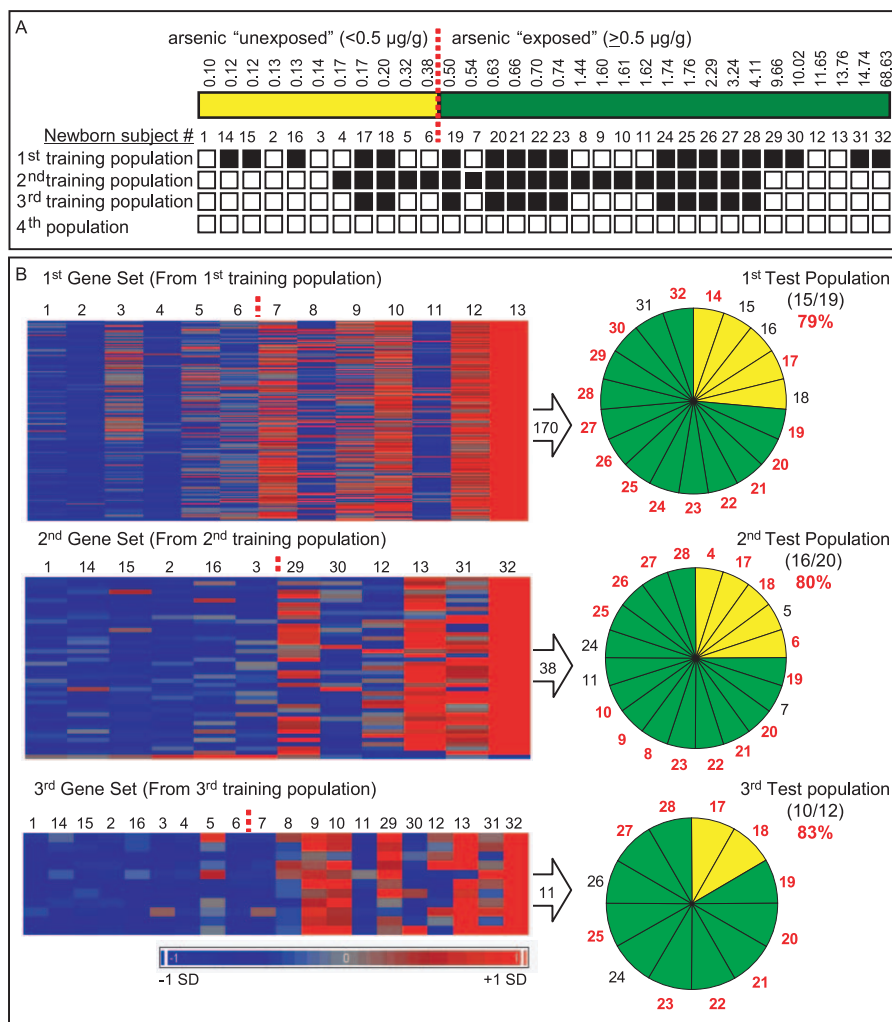 A
arsenic "unexposed" (<0.5 µg/g)
arsenic "exposed" (≥0.5 µg/g)
0.10 0.12 0.12 0.13 0.13 0.14 0.17 0.17 0.20 0.32 0.38 0.50 0.54 0.63 0.66 0.70 0.74 1.44 1.60 1.61 1.62 1.74 1.76 2.29 3.24 4.11 9.66 10.02 11.65 13.76 14.74 68.63
Newborn subject # 1 14 15 2 16 3 4 17 18 5 6 19 7 20 21 22 23 8 9 10 11 24 25 26 27 28 29 30 12 13 31 32
1st training population
2nd training population
3rd training population
4th population
B
1st Gene Set (From 1st training population)
1 2 3 4 5 6 7 8 9 10 11 12 13
170
1st Test Population
(15/19)
79%
14 15 16 17 18 19 20 21 22 23 24 25 26 27 28 29 30 31 32
2nd Gene Set (From 2nd training population)
1 14 15 2 16 3 29 30 12 13 31 32
38
2nd Test Population
(16/20)
80%
4 17 18 5 6 19 7 20 21 22 23 8 9 10 11 24 25 26 27 28
3rd Gene Set (From 3rd training population)
1 14 15 2 16 3 4 5 6 7 8 9 10 11 29 30 12 13 31 32
11
3rd Test population
(10/12)
83%
17 18 19 20 21 22 23 24 25 26 27 28
-1 0 1
-1 SD +1 SD